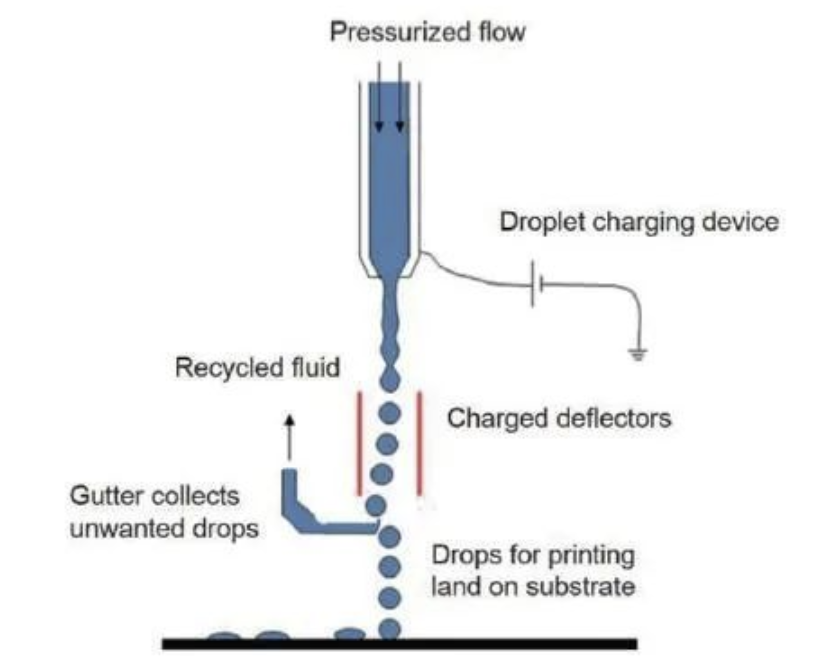 Pressurized flow
Droplet charging device
Recycled fluid
Charged deflectors
Gutter collects
unwanted drops
Drops for printing
land on substrate